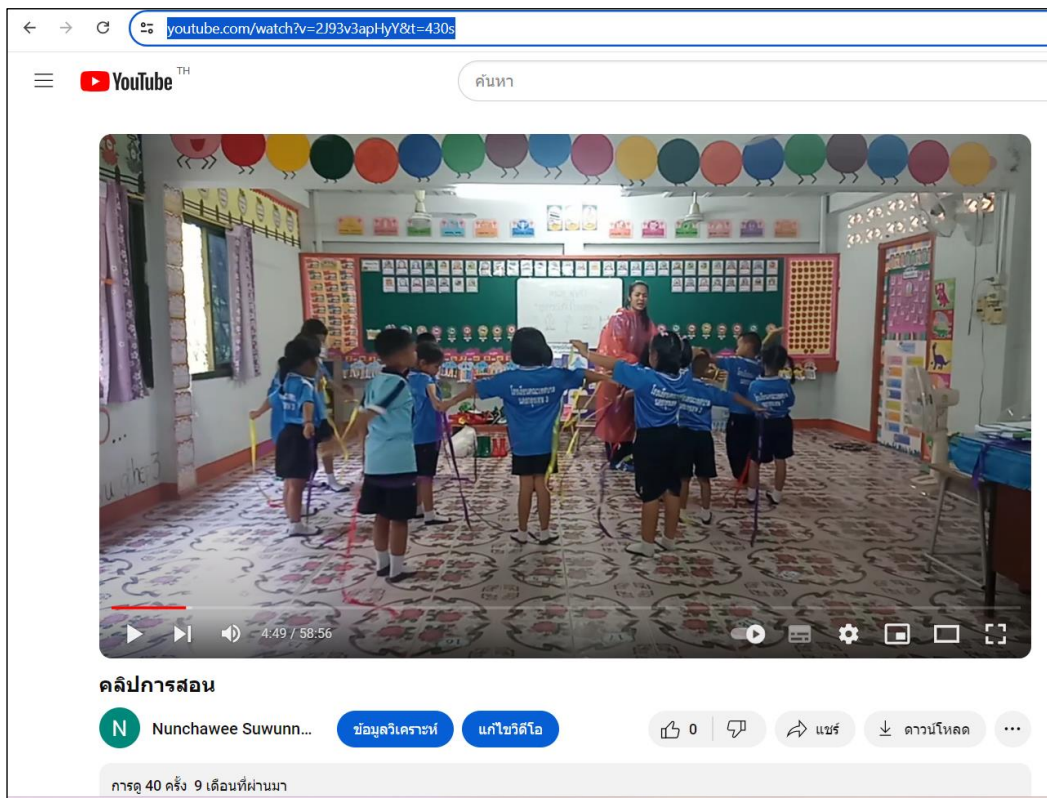 youtube.com/watch?v=2J93v3apHyY&t=430s
YouTube TH
ค้นหา
4:49 / 58:56
คลิปการสอน
N Nunchawee Suwunn... ข้อมูลวิเคราะห์ แก้ไขวิดีโอ 0 แชร์ ดาวน์โหลด ...
การดู 40 ครั้ง 9 เดือนที่ผ่านมา